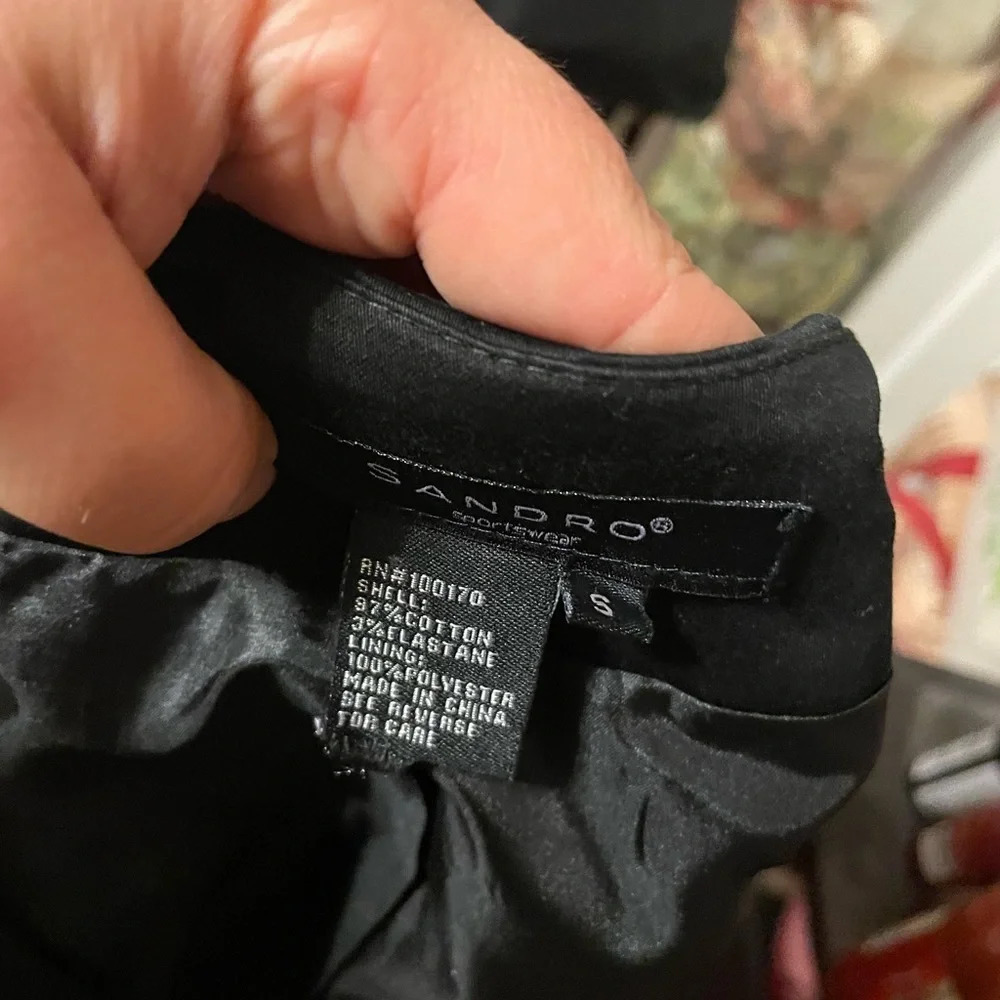 SANDRO®
sportswear
S
RN#100170
SHELL:
97%COTTON
3%ELASTANE
LINING:
100%POLYESTER
MADE IN CHINA
SEE REVERSE
FOR CARE